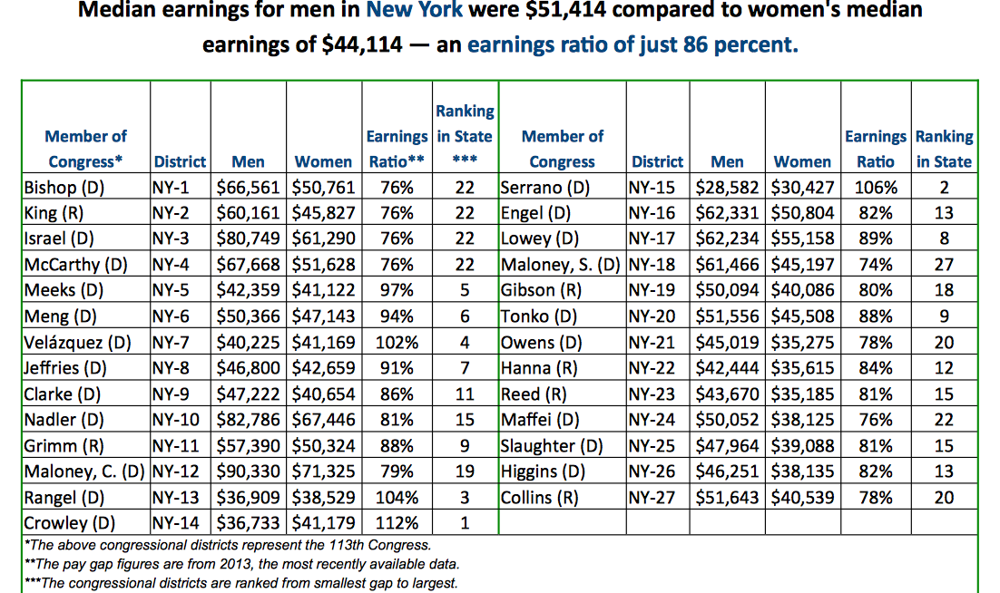 Median earnings for men in New York were $51,414 compared to women's median
earnings of $44,114 — an earnings ratio of just 86 percent.
Ranking Ranking
Member of Earnings in State Member of Earnings Ranking
Congress* District Men Women Ratio** *** Congress District Men Women Ratio in State
Bishop (D) NY-1 $66,561 $50,761 76% 22 Serrano (D) NY-15 $28,582 $30,427 106% 2
King (R) NY-2 $60,161 $45,827 76% 22 Engel (D) NY-16 $62,331 $50,804 82% 13
Israel (D) NY-3 $80,749 $61,290 76% 22 Lowey (D) NY-17 $62,234 $55,158 89% 8
McCarthy (D) NY-4 $67,668 $51,628 76% 22 Maloney, S. (D) NY-18 $61,466 $45,197 74% 27
Meeks (D) NY-5 $42,359 $41,122 97% 5 Gibson (R) NY-19 $50,094 $40,086 80% 18
Meng (D) NY-6 $50,366 $47,143 94% 6 Tonko (D) NY-20 $51,556 $45,508 88% 9
Velázquez (D) NY-7 $40,225 $41,169 102% 4 Owens (D) NY-21 $45,019 $35,275 78% 20
Jeffries (D) NY-8 $46,800 $42,659 91% 7 Hanna (R) NY-22 $42,444 $35,615 84% 12
Clarke (D) NY-9 $47,222 $40,654 86% 11 Reed (R) NY-23 $43,670 $35,185 81% 15
Nadler (D) NY-10 $82,786 $67,446 81% 15 Maffei (D) NY-24 $50,052 $38,125 76% 22
Grimm (R) NY-11 $57,390 $50,324 88% 9 Slaughter (D) NY-25 $47,964 $39,088 81% 15
Maloney, C. (D) NY-12 $90,330 $71,325 79% 19 Higgins (D) NY-26 $46,251 $38,135 82% 13
Rangel (D) NY-13 $36,909 $38,529 104% 3 Collins (R) NY-27 $51,643 $40,539 78% 20
Crowley (D) NY-14 $36,733 $41,179 112% 1
*The above congressional districts represent the 113th Congress.
**The pay gap figures are from 2013, the most recently available data.
***The congressional districts are ranked from smallest gap to largest.